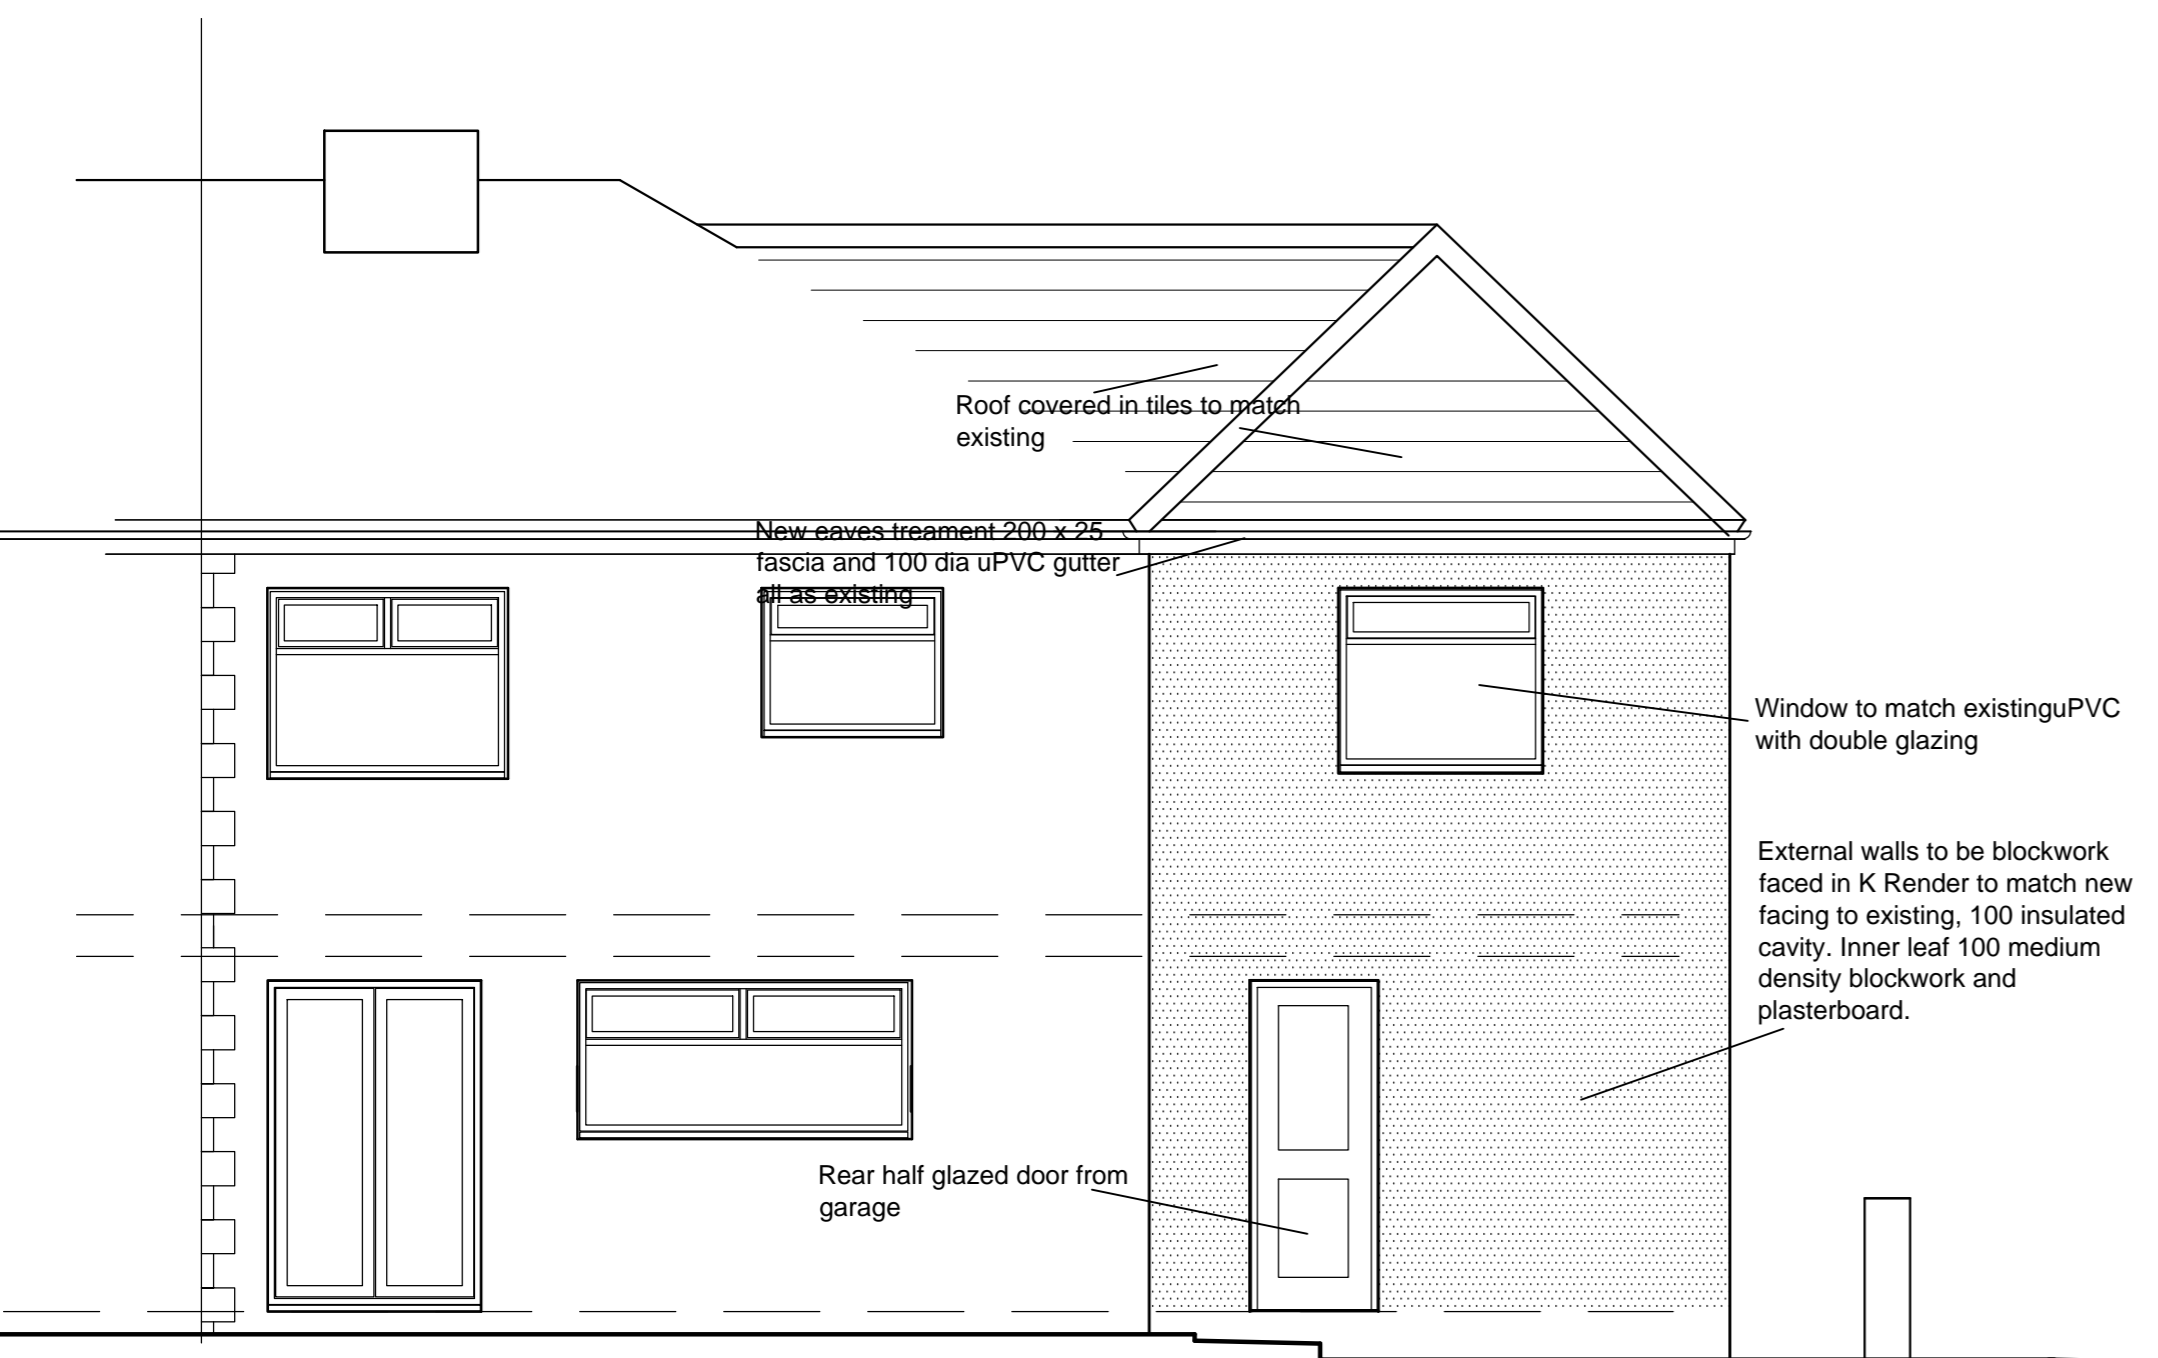 Roof covered in tiles to match
existing
New eaves treament 200 x 25
fascia and 100 dia uPVC gutter
all as existing
Window to match existinguPVC
with double glazing
External walls to be blockwork
faced in K Render to match new
facing to existing, 100 insulated
cavity. Inner leaf 100 medium
density blockwork and
plasterboard.
Rear half glazed door from
garage